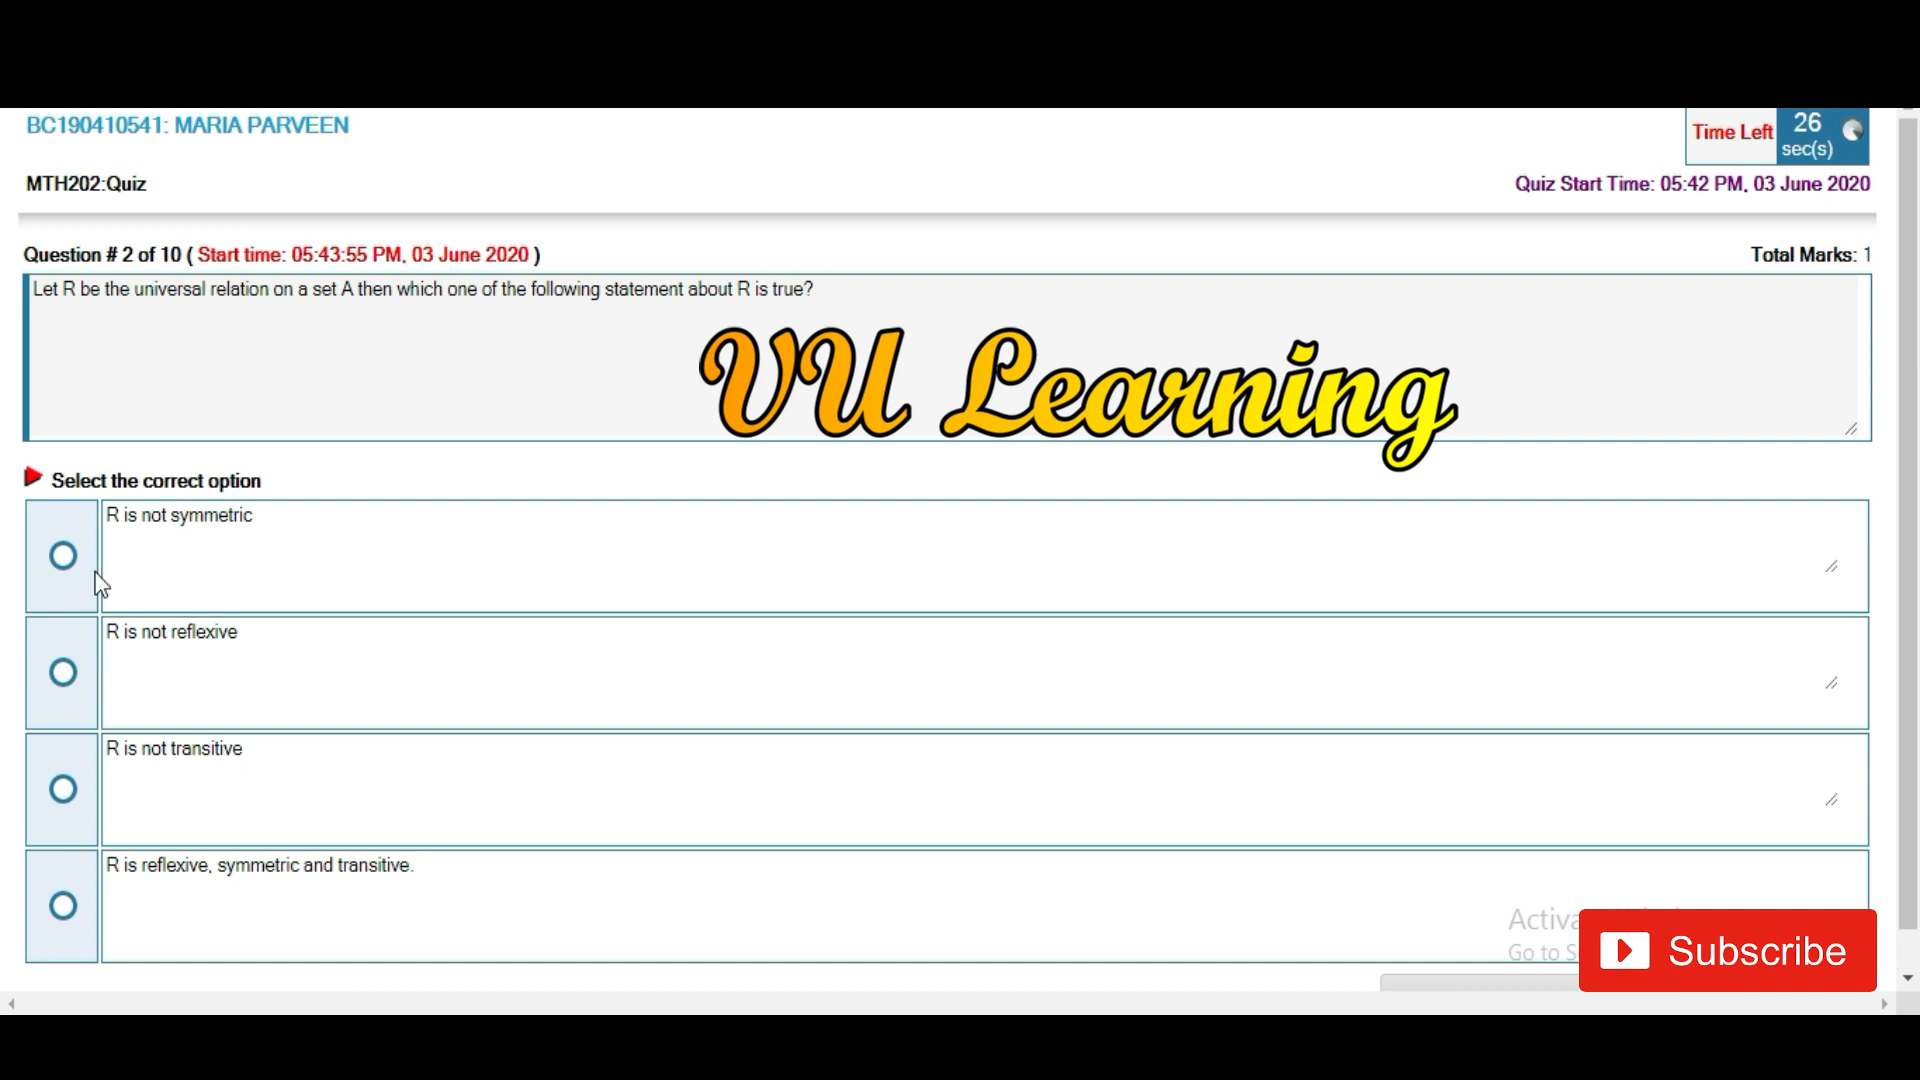 BC190410541: MARIA PARVEEN
Time Left 26 sec(s)
MTH202:Quiz
Quiz Start Time: 05:42 PM, 03 June 2020
Question # 2 of 10 ( Start time: 05:43:55 PM, 03 June 2020 )
Total Marks: 1
Let R be the universal relation on a set A then which one of the following statement about R is true?
VU Learning
Select the correct option
R is not symmetric
R is not reflexive
R is not transitive
R is reflexive, symmetric and transitive.
Go to
Subscribe